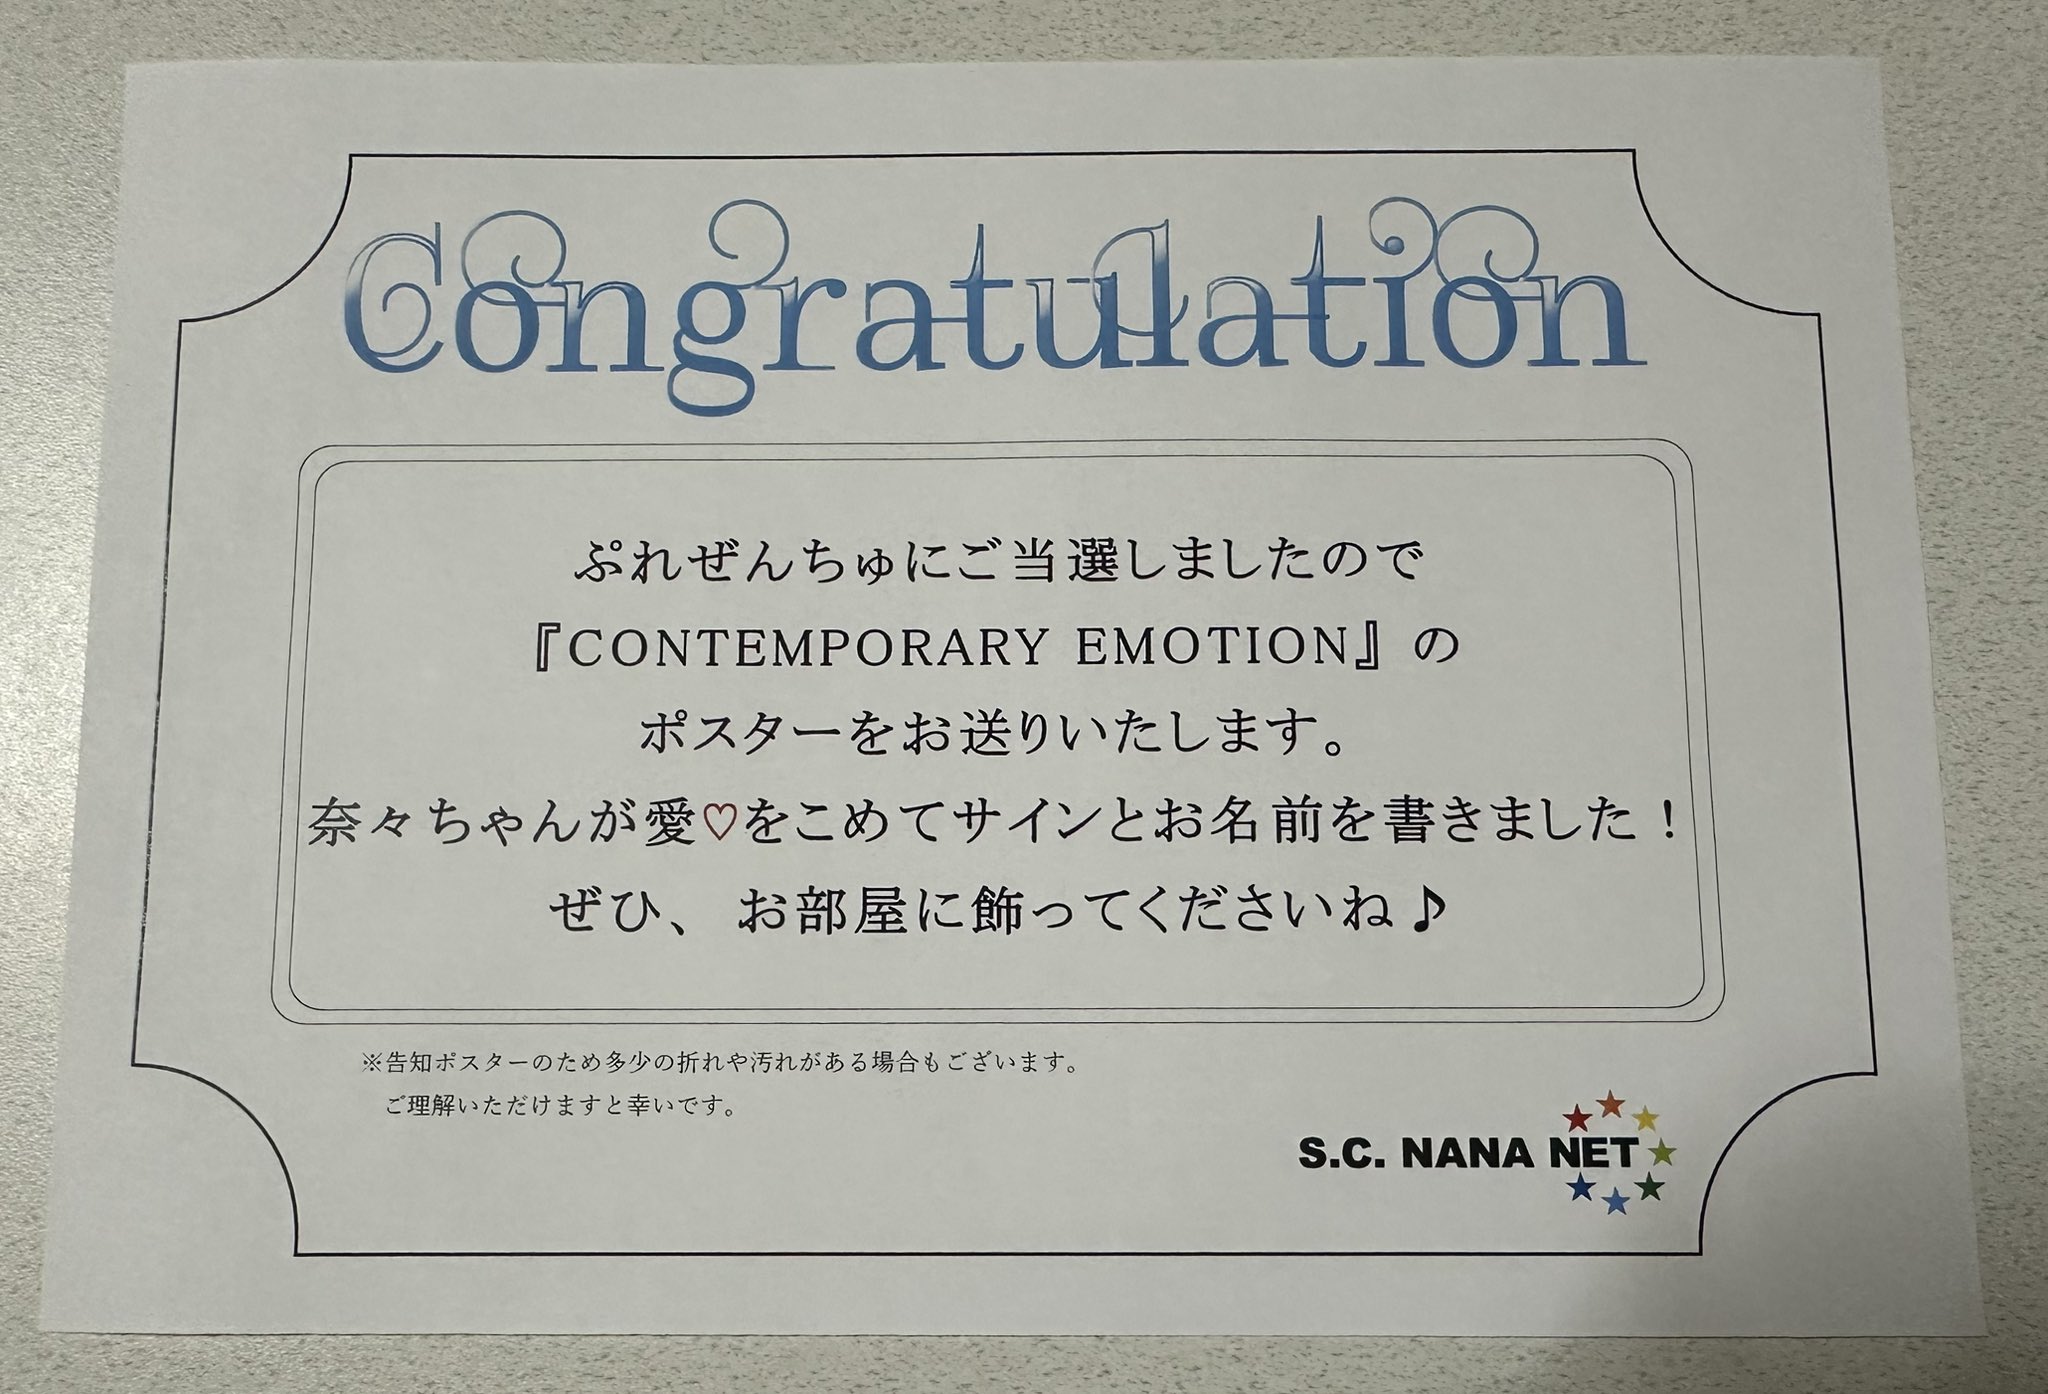 Congratulation
ぷれぜんちゅにご当選しましたので
『CONTEMPORARY EMOTION』の
ポスターをお送りいたします。
奈々ちゃんが愛♡をこめてサインとお名前を書きました！
ぜひ、お部屋に飾ってくださいね♪
※告知ポスターのため多少の折れや汚れがある場合もございます。
ご理解いただけますと幸いです。
S.C. NANA NET